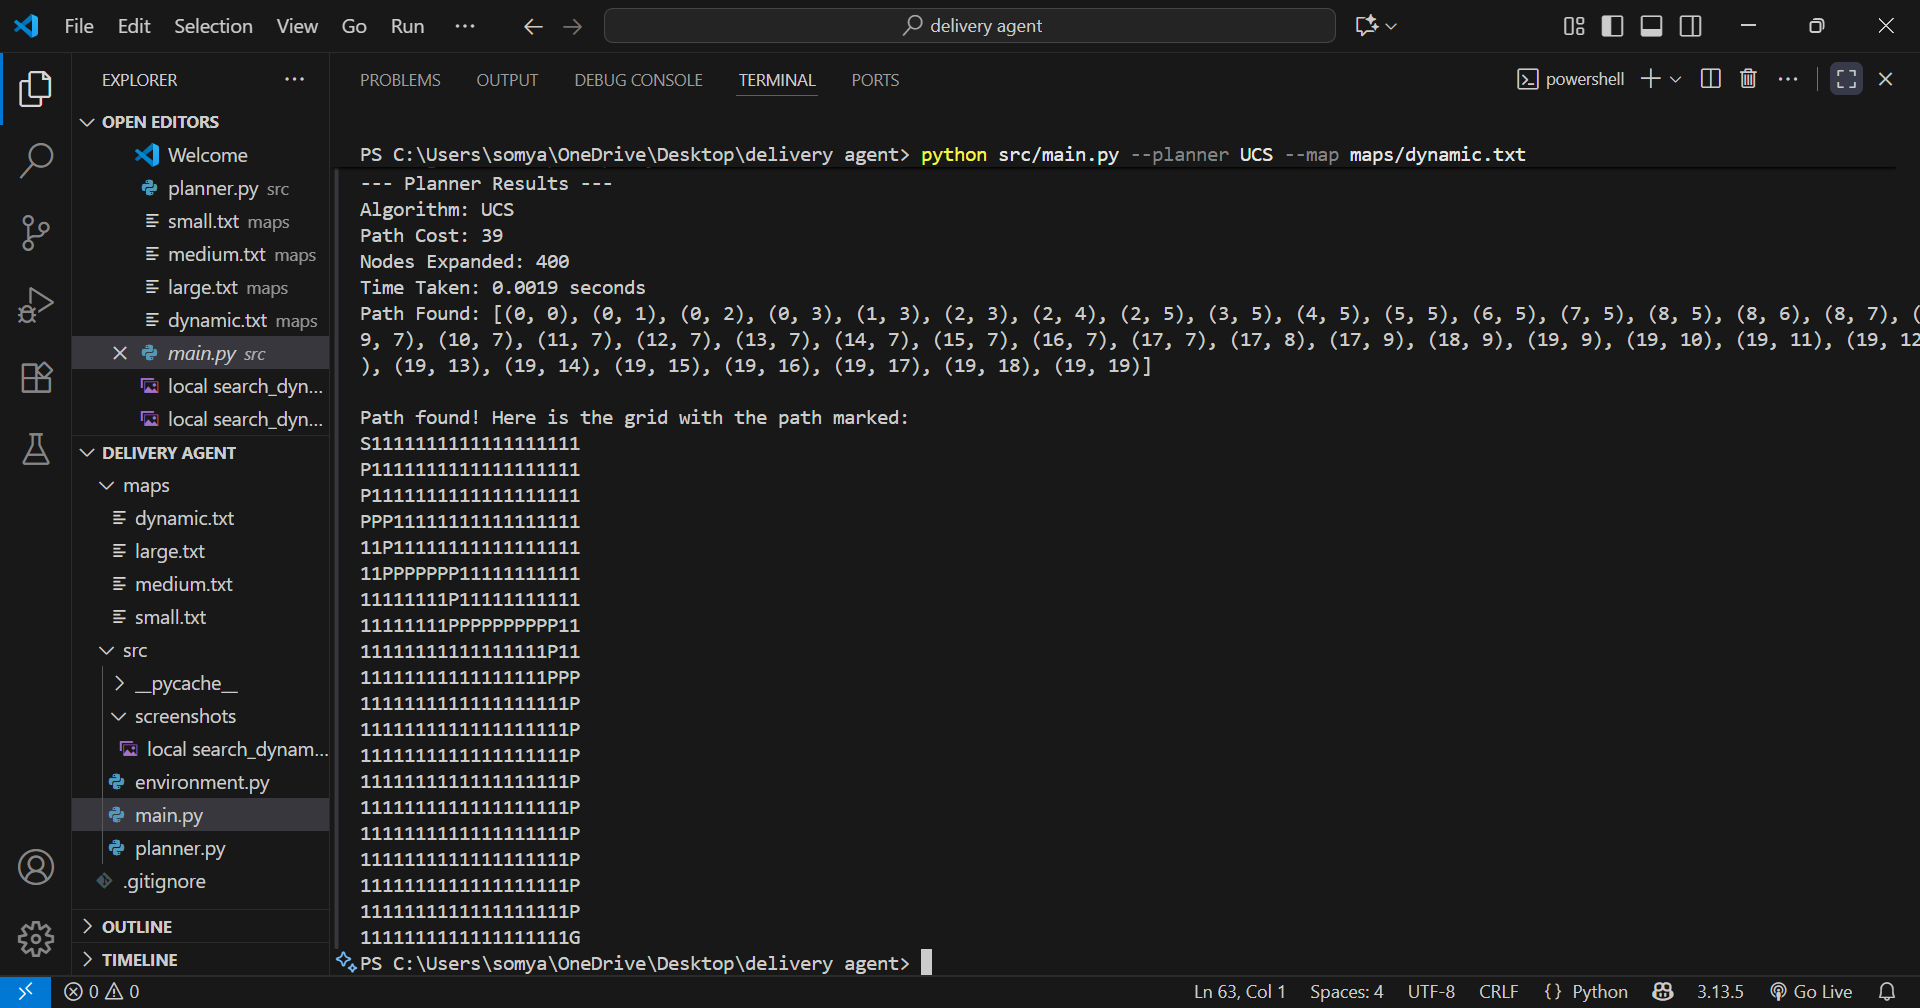 File Edit Selection View Go Run ··· delivery agent
EXPLORER ···
OPEN EDITORS
Welcome
planner.py src
small.txt maps
medium.txt maps
large.txt maps
dynamic.txt maps
main.py src
local search_dyn...
local search_dyn...
DELIVERY AGENT
maps
dynamic.txt
large.txt
medium.txt
small.txt
src
__pycache__
screenshots
local search_dynam...
environment.py
main.py
planner.py
.gitignore
OUTLINE
TIMELINE
PROBLEMS OUTPUT DEBUG CONSOLE TERMINAL PORTS powershell ···
PS C:\Users\somya\OneDrive\Desktop\delivery agent> python src/main.py --planner UCS --map maps/dynamic.txt
--- Planner Results ---
Algorithm: UCS
Path Cost: 39
Nodes Expanded: 400
Time Taken: 0.0019 seconds
Path Found: [(0, 0), (0, 1), (0, 2), (0, 3), (1, 3), (2, 3), (2, 4), (2, 5), (3, 5), (4, 5), (5, 5), (6, 5), (7, 5), (8, 5), (8, 6), (8, 7), (
9, 7), (10, 7), (11, 7), (12, 7), (13, 7), (14, 7), (15, 7), (16, 7), (17, 7), (17, 8), (17, 9), (18, 9), (19, 9), (19, 10), (19, 11), (19, 12
), (19, 13), (19, 14), (19, 15), (19, 16), (19, 17), (19, 18), (19, 19)]
Path found! Here is the grid with the path marked:
S1111111111111111111
P1111111111111111111
P1111111111111111111
PPP11111111111111111
11P11111111111111111
11PPPPPPP11111111111
11111111P11111111111
11111111PPPPPPPPPP11
11111111111111111P11
11111111111111111PPP
1111111111111111111P
1111111111111111111P
1111111111111111111P
1111111111111111111P
1111111111111111111P
1111111111111111111P
1111111111111111111P
1111111111111111111P
1111111111111111111P
1111111111111111111G
PS C:\Users\somya\OneDrive\Desktop\delivery agent>
0 0 Ln 63, Col 1 Spaces: 4 UTF-8 CRLF {} Python 3.13.5 Go Live